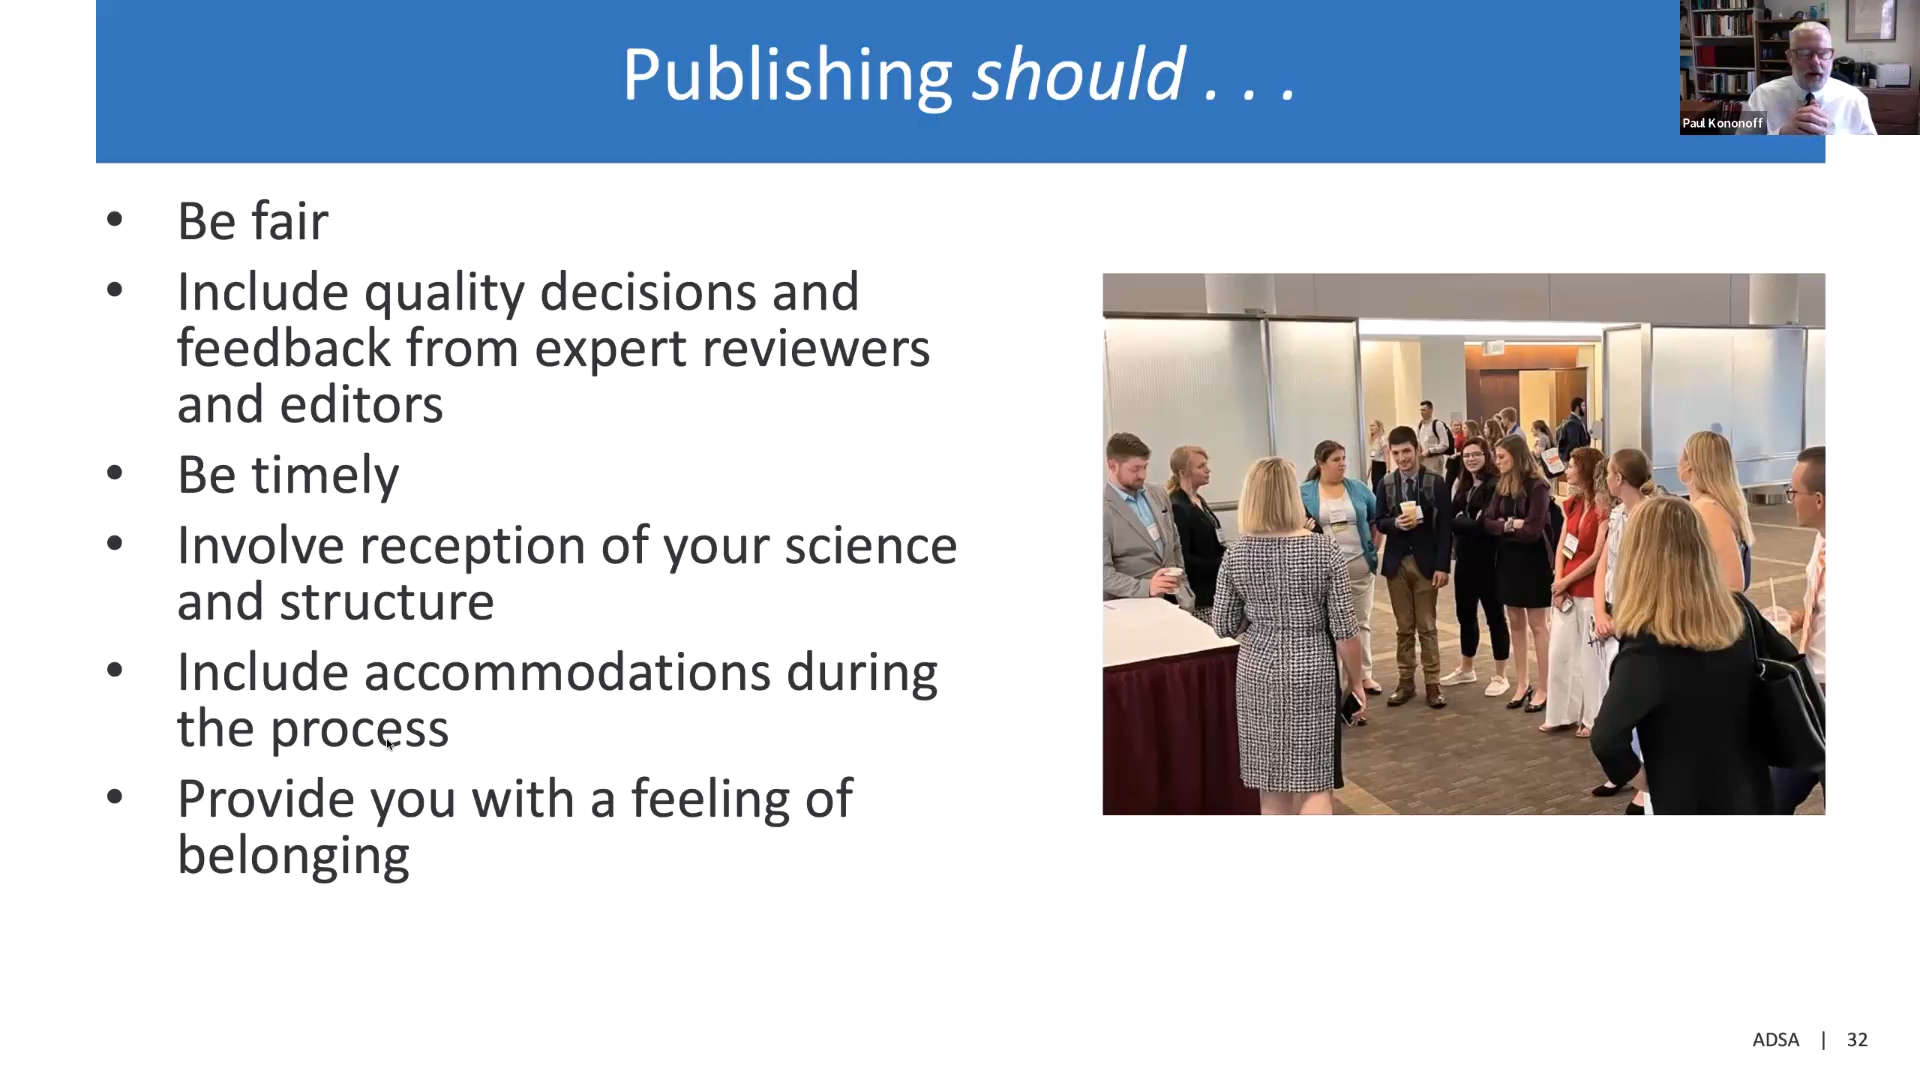 Publishing should . . .
Paul Kononoff
• Be fair
• Include quality decisions and
feedback from expert reviewers
and editors
• Be timely
• Involve reception of your science
and structure
• Include accommodations during
the process
• Provide you with a feeling of
belonging
ADSA | 32